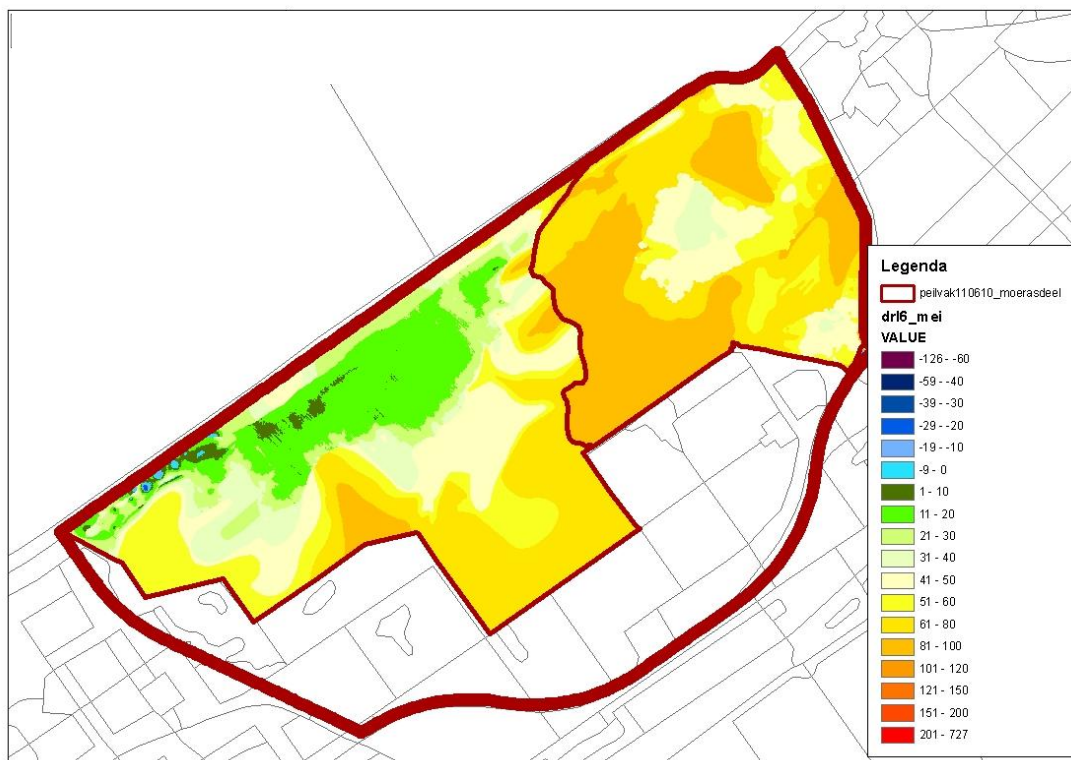 Legenda
peilvak110610_moerasdeel
drl6_mei
VALUE
-126 - -60
-59 - -40
-39 - -30
-29 - -20
-19 - -10
-9 - 0
1 - 10
11 - 20
21 - 30
31 - 40
41 - 50
51 - 60
61 - 80
81 - 100
101 - 120
121 - 150
151 - 200
201 - 727